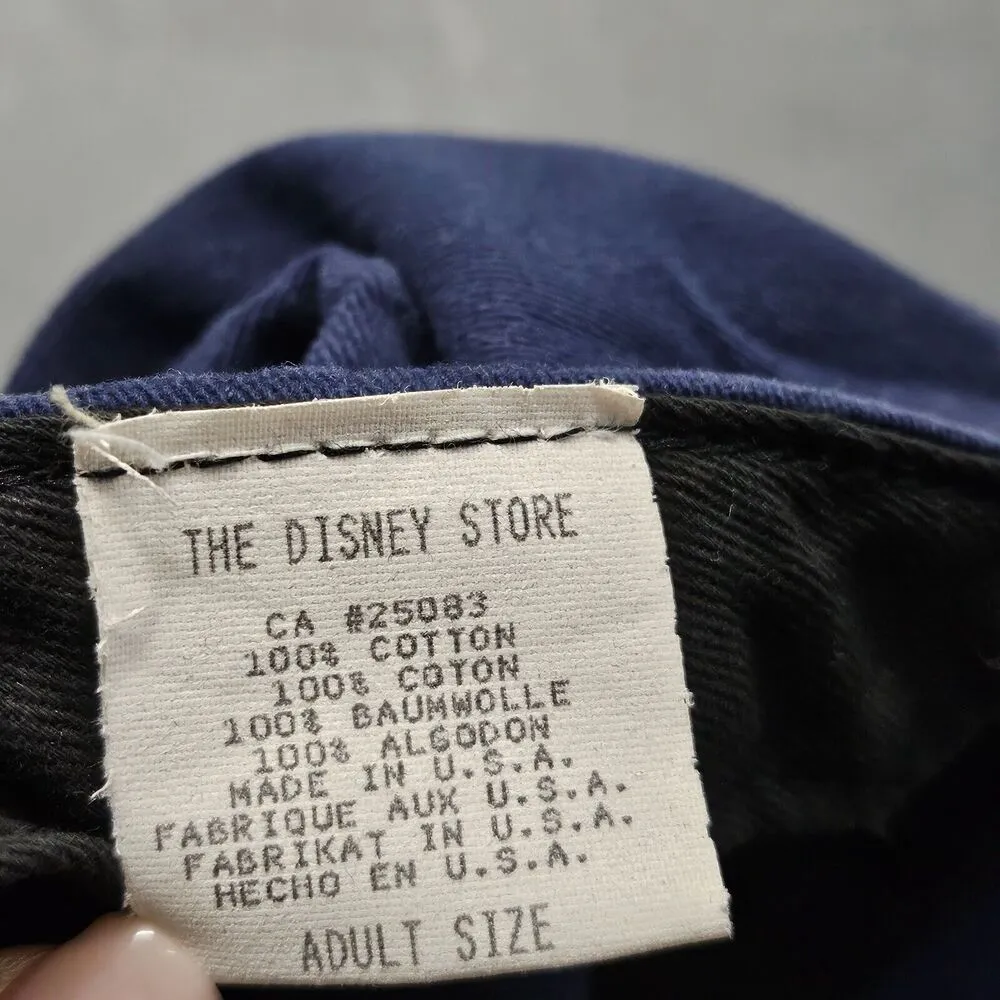 THE DISNEY STORE
CA #25083
100% COTTON
100% COTON
100% BAUMWOLLE
100% ALGODON
MADE IN U.S.A.
FABRIQUE AUX U.S.A.
FABRIKAT IN U.S.A.
HECHO EN U.S.A.
ADULT SIZE